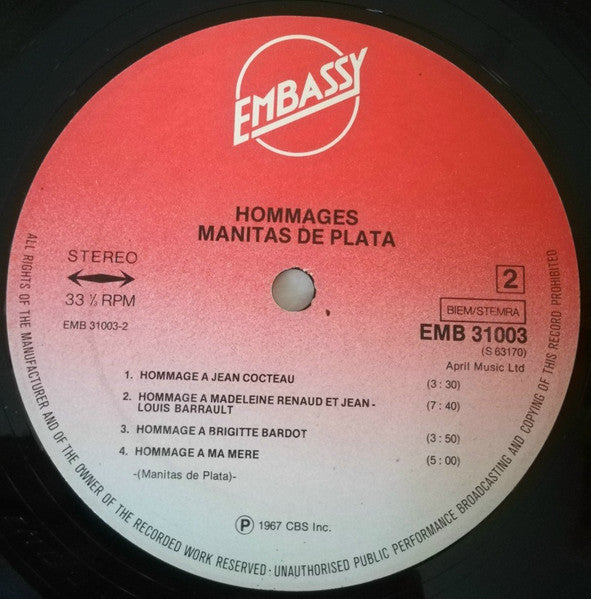 EMBASSY
HOMMAGES
MANITAS DE PLATA
STEREO
33 ⅓ RPM
EMB 31003-2
2
BIEM/STEMRA
EMB 31003
(S 63170)
April Music Ltd
1. HOMMAGE A JEAN COCTEAU (3:30)
2. HOMMAGE A MADELEINE RENAUD ET JEAN-
LOUIS BARRAULT (7:40)
3. HOMMAGE A BRIGITTE BARDOT (3:50)
4. HOMMAGE A MA MERE (5:00)
-(Manitas de Plata)-
Ⓟ 1967 CBS Inc.
ALL RIGHTS OF THE MANUFACTURER AND OF THE OWNER OF THE RECORDED WORK RESERVED · UNAUTHORISED PUBLIC PERFORMANCE BROADCASTING AND COPYING OF THIS RECORD PROHIBITED